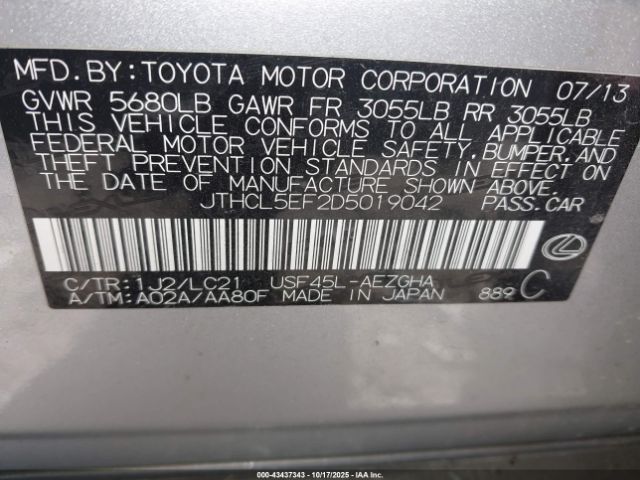 MFD.BY:TOYOTA MOTOR CORPORATION 07/13
GVWR 5680LB GAWR FR 3055LB RR 3055LB
THIS VEHICLE CONFORMS TO ALL APPLICABLE
FEDERAL MOTOR VEHICLE SAFETY,BUMPER,AND
THEFT PREVENTION STANDARDS IN EFFECT ON
THE DATE OF MANUFACTURE SHOWN ABOVE.
JTHCL5EF2D5019042 PASS.CAR
C/TR:1J2/LC21 USF45L-AEZGHA
A/TM:A02A/AA80F MADE IN JAPAN 889 C
000-43437343 | 10/17/2025 | IAA Inc.